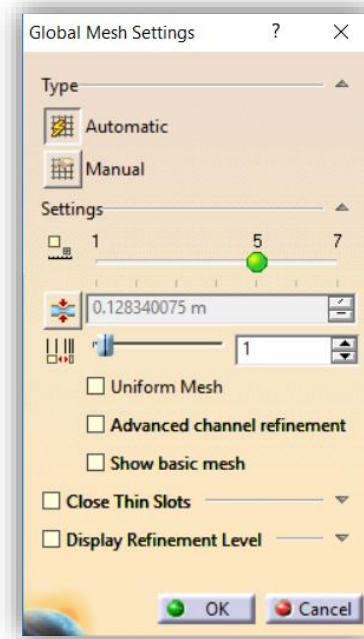 Global Mesh Settings ? ×
Type
Automatic
Manual
Settings
1 5 7
0.128340075 m
1
Uniform Mesh
Advanced channel refinement
Show basic mesh
Close Thin Slots
Display Refinement Level
OK Cancel